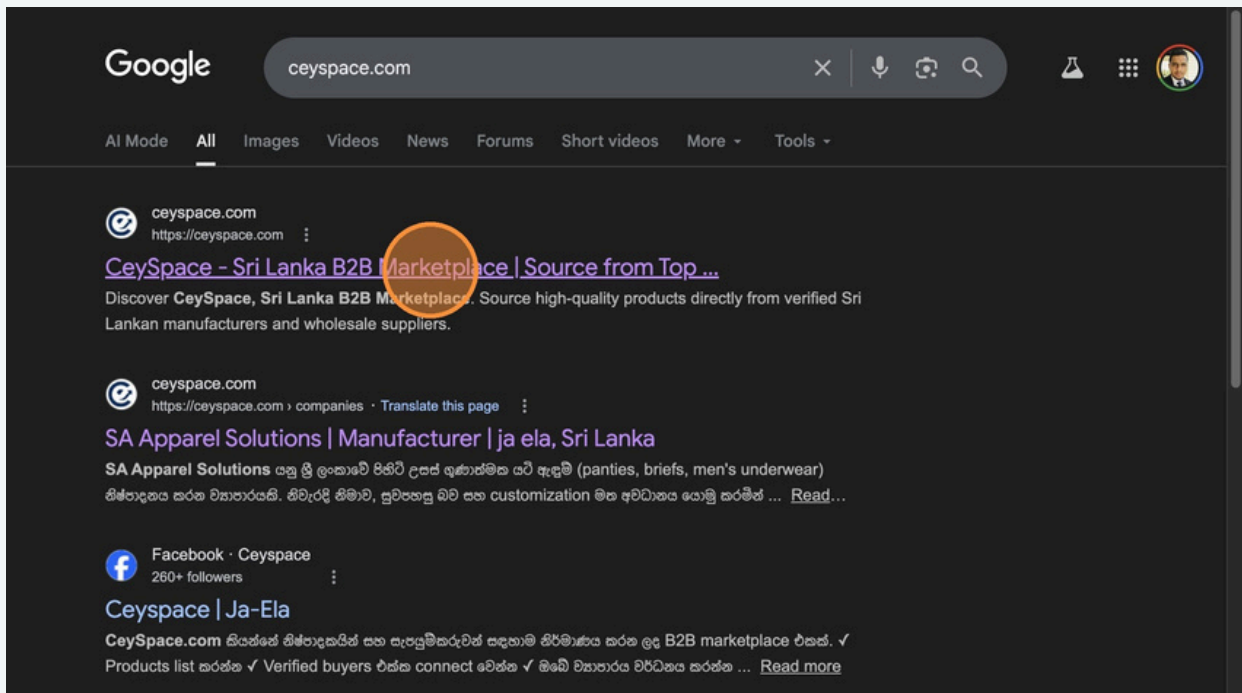 Google
ceyspace.com
AI Mode All Images Videos News Forums Short videos More Tools
ceyspace.com
https://ceyspace.com
CeySpace - Sri Lanka B2B Marketplace | Source from Top ...
Discover CeySpace, Sri Lanka B2B Marketplace. Source high-quality products directly from verified Sri
Lankan manufacturers and wholesale suppliers.
ceyspace.com
https://ceyspace.com › companies · Translate this page
SA Apparel Solutions | Manufacturer | ja ela, Sri Lanka
SA Apparel Solutions යනු ශ්‍රී ලංකාවේ පිහිටි උසස් ගුණාත්මක යටි ඇඳුම් (panties, briefs, men's underwear)
නිෂ්පාදනය කරන ව්‍යාපාරයකි. නිවැරදි නිමාව, සුවපහසු බව සහ customization මත අවධානය යොමු කරමින් ... Read...
Facebook · Ceyspace
260+ followers
Ceyspace | Ja-Ela
CeySpace.com කියන්නේ නිෂ්පාදකයින් සහ සැපයුම්කරුවන් සඳහාම නිර්මාණය කරන ලද B2B marketplace එකක්. ✓
Products list කරන්න ✓ Verified buyers එක්ක connect වෙන්න ✓ ඔබේ ව්‍යාපාරය වර්ධනය කරන්න ... Read more